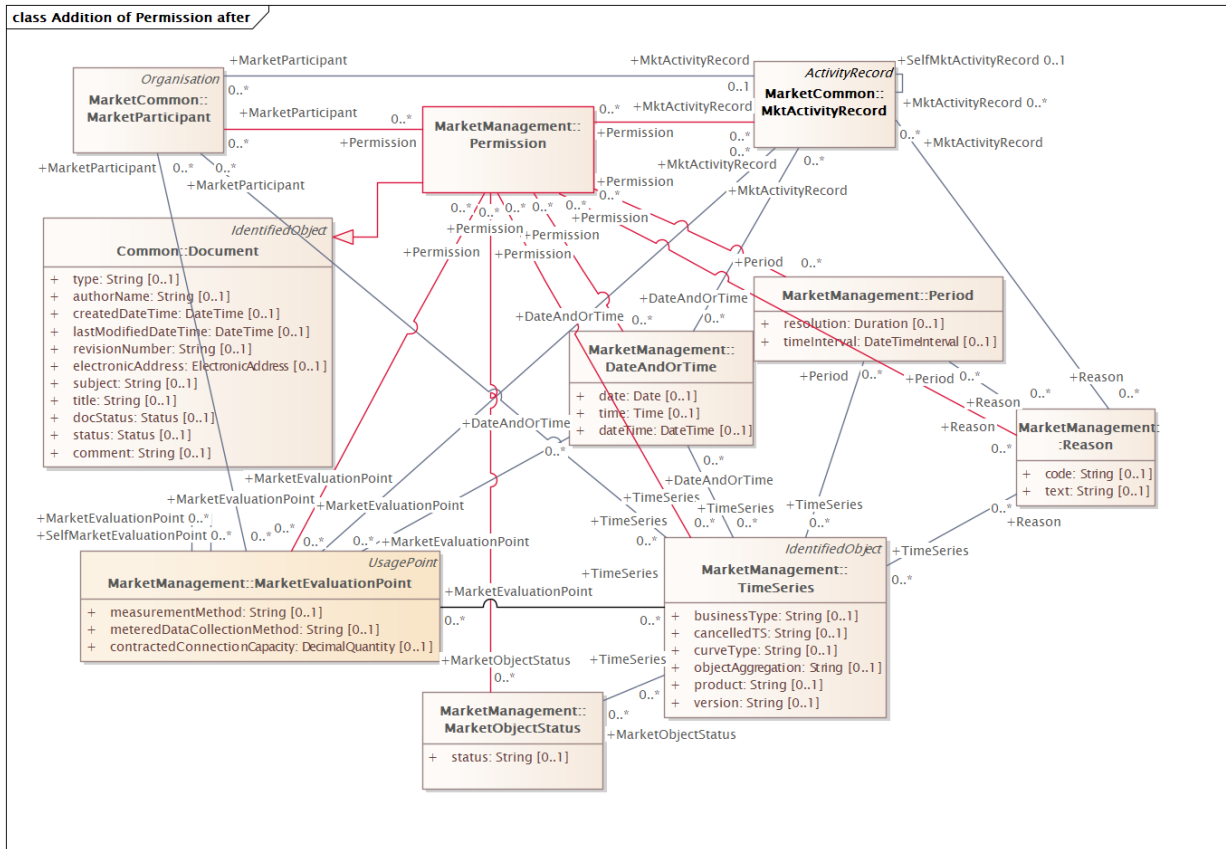 class Addition of Permission after
Organisation
MarketCommon::
MarketParticipant
+MarketParticipant
0..*
+MktActivityRecord
0..1
ActivityRecord
MarketCommon::
MktActivityRecord
+SelfMktActivityRecord 0..1
+MktActivityRecord 0..*
0..*
+MktActivityRecord
+MarketParticipant
0..*
0..*
+Permission
MarketManagement::
Permission
0..*
+MktActivityRecord
+Permission
0..*
0..*
+MktActivityRecord
0..*
+MktActivityRecord
+MarketParticipant
0..*
0..*
+MarketParticipant
+Permission
0..*
+Permission
0..*
0..*
0..*
0..*
0..*
+Permission
+Permission
+Permission
+Permission
IdentifiedObject
Common::Document
+ type: String [0..1]
+ authorName: String [0..1]
+ createdDateTime: DateTime [0..1]
+ lastModifiedDateTime: DateTime [0..1]
+ revisionNumber: String [0..1]
+ electronicAddress: ElectronicAddress [0..1]
+ subject: String [0..1]
+ title: String [0..1]
+ docStatus: Status [0..1]
+ status: Status [0..1]
+ comment: String [0..1]
+Period
0..*
MarketManagement::Period
+ resolution: Duration [0..1]
+ timeInterval: DateTimeInterval [0..1]
+DateAndOrTime
0..*
+DateAndOrTime
0..*
MarketManagement::
DateAndOrTime
+ date: Date [0..1]
+ time: Time [0..1]
+ dateTime: DateTime [0..1]
+Period
0..*
+Period
0..*
+Reason
0..*
+Reason
0..*
+Reason
0..*
MarketManagement::
:Reason
+ code: String [0..1]
+ text: String [0..1]
0..*
+Reason
+DateAndOrTime
0..*
0..*
+DateAndOrTime
+MarketEvaluationPoint
+MarketEvaluationPoint
+MarketEvaluationPoint 0..*
+SelfMarketEvaluationPoint 0..*
+MarketEvaluationPoint
0..*
0..*
0..*
0..*
+MarketEvaluationPoint
+TimeSeries
+TimeSeries
0..*
+TimeSeries
0..*
0..*
+TimeSeries
0..*
+TimeSeries
0..*
UsagePoint
MarketManagement::MarketEvaluationPoint
+ measurementMethod: String [0..1]
+ meteredDataCollectionMethod: String [0..1]
+ contractedConnectionCapacity: DecimalQuantity [0..1]
+MarketEvaluationPoint
0..*
+TimeSeries
0..*
IdentifiedObject
MarketManagement::
TimeSeries
+ businessType: String [0..1]
+ cancelledTS: String [0..1]
+ curveType: String [0..1]
+ objectAggregation: String [0..1]
+ product: String [0..1]
+ version: String [0..1]
+MarketObjectStatus
0..*
+TimeSeries
0..*
0..*
+MarketObjectStatus
MarketManagement::
MarketObjectStatus
+ status: String [0..1]